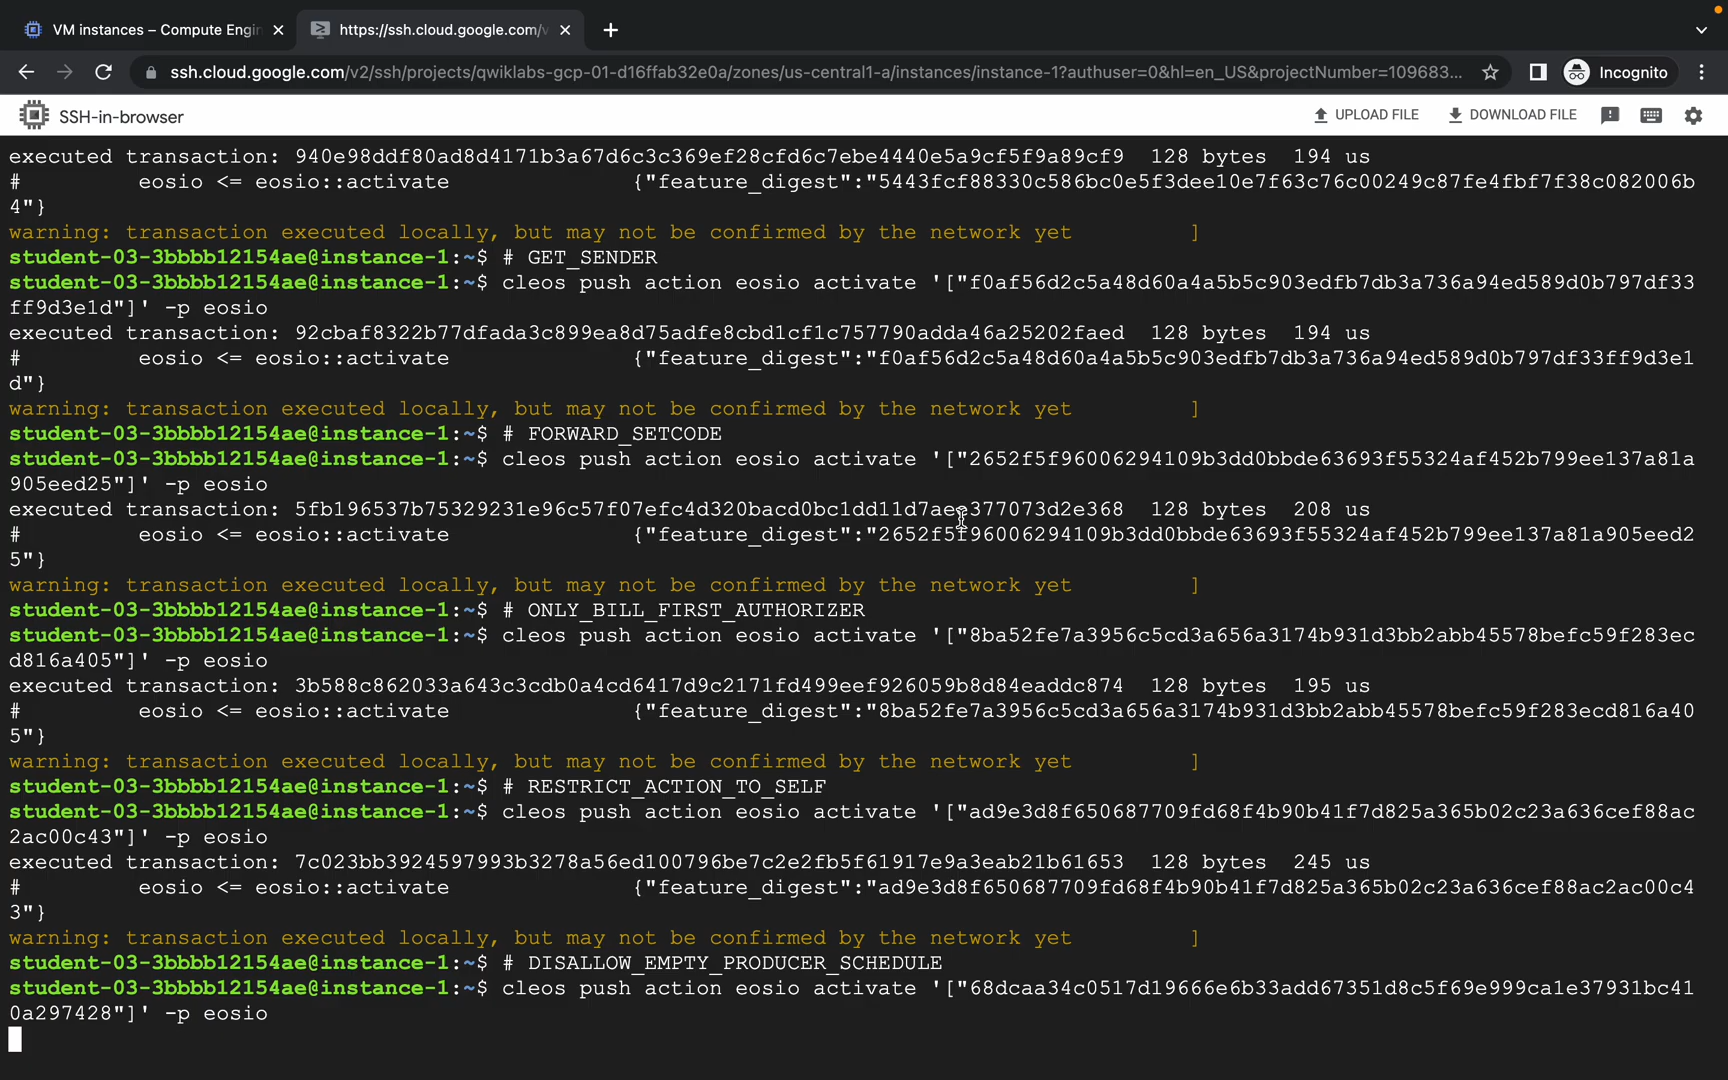 VM instances – Compute Engin
https://ssh.cloud.google.com/v
ssh.cloud.google.com/v2/ssh/projects/qwiklabs-gcp-01-d16ffab32e0a/zones/us-central1-a/instances/instance-1?authuser=0&hl=en_US&projectNumber=109683...
Incognito
SSH-in-browser
UPLOAD FILE
DOWNLOAD FILE
executed transaction: 940e98ddf80ad8d4171b3a67d6c3c369ef28cfd6c7ebe4440e5a9cf5f9a89cf9  128 bytes  194 us
#         eosio <= eosio::activate              {"feature_digest":"5443fcf88330c586bc0e5f3dee10e7f63c76c00249c87fe4fbf7f38c082006b
4"}
warning: transaction executed locally, but may not be confirmed by the network yet         ]
student-03-3bbbb12154ae@instance-1:~$ # GET_SENDER
student-03-3bbbb12154ae@instance-1:~$ cleos push action eosio activate '["f0af56d2c5a48d60a4a5b5c903edfb7db3a736a94ed589d0b797df33
ff9d3e1d"]' -p eosio
executed transaction: 92cbaf8322b77dfada3c899ea8d75adfe8cbd1cf1c757790adda46a25202faed  128 bytes  194 us
#         eosio <= eosio::activate              {"feature_digest":"f0af56d2c5a48d60a4a5b5c903edfb7db3a736a94ed589d0b797df33ff9d3e1
d"}
warning: transaction executed locally, but may not be confirmed by the network yet         ]
student-03-3bbbb12154ae@instance-1:~$ # FORWARD_SETCODE
student-03-3bbbb12154ae@instance-1:~$ cleos push action eosio activate '["2652f5f96006294109b3dd0bbde63693f55324af452b799ee137a81a
905eed25"]' -p eosio
executed transaction: 5fb196537b75329231e96c57f07efc4d320bacd0bc1dd11d7aee377073d2e368  128 bytes  208 us
#         eosio <= eosio::activate              {"feature_digest":"2652f5f96006294109b3dd0bbde63693f55324af452b799ee137a81a905eed2
5"}
warning: transaction executed locally, but may not be confirmed by the network yet         ]
student-03-3bbbb12154ae@instance-1:~$ # ONLY_BILL_FIRST_AUTHORIZER
student-03-3bbbb12154ae@instance-1:~$ cleos push action eosio activate '["8ba52fe7a3956c5cd3a656a3174b931d3bb2abb45578befc59f283ec
d816a405"]' -p eosio
executed transaction: 3b588c862033a643c3cdb0a4cd6417d9c2171fd499eef926059b8d84eaddc874  128 bytes  195 us
#         eosio <= eosio::activate              {"feature_digest":"8ba52fe7a3956c5cd3a656a3174b931d3bb2abb45578befc59f283ecd816a40
5"}
warning: transaction executed locally, but may not be confirmed by the network yet         ]
student-03-3bbbb12154ae@instance-1:~$ # RESTRICT_ACTION_TO_SELF
student-03-3bbbb12154ae@instance-1:~$ cleos push action eosio activate '["ad9e3d8f650687709fd68f4b90b41f7d825a365b02c23a636cef88ac
2ac00c43"]' -p eosio
executed transaction: 7c023bb3924597993b3278a56ed100796be7c2e2fb5f61917e9a3eab21b61653  128 bytes  245 us
#         eosio <= eosio::activate              {"feature_digest":"ad9e3d8f650687709fd68f4b90b41f7d825a365b02c23a636cef88ac2ac00c4
3"}
warning: transaction executed locally, but may not be confirmed by the network yet         ]
student-03-3bbbb12154ae@instance-1:~$ # DISALLOW_EMPTY_PRODUCER_SCHEDULE
student-03-3bbbb12154ae@instance-1:~$ cleos push action eosio activate '["68dcaa34c0517d19666e6b33add67351d8c5f69e999ca1e37931bc41
0a297428"]' -p eosio